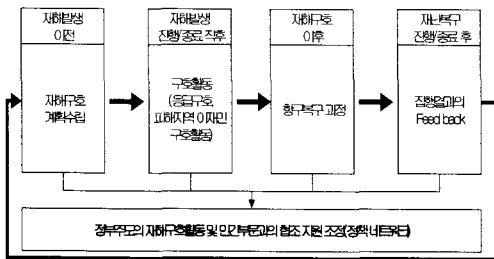 재해발생
이전
재해발생
진행/종료 직후
재해구호
이후
재난복구
진행/종료 후
재해구호
계획수립
구호활동
(응급구호,
피해지역 이재민
구호활동)
항구복구 과정
집행결과의
Feed back
정부주도의 재해구호활동 및 민간부문과의 협조 지원 조정(정책네트워크)